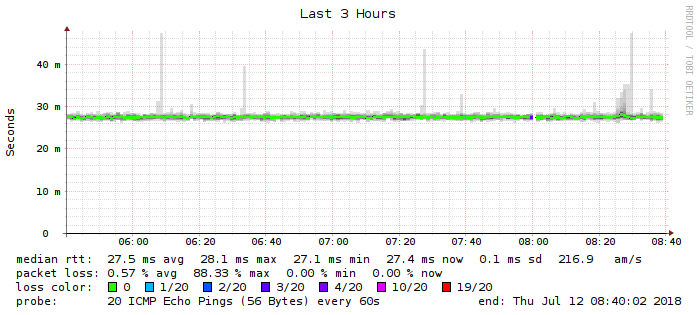 Last 3 Hours
RRDTOOL / TOBI OETIKER
Seconds
40 m
30 m
20 m
10 m
0
06:00 06:20 06:40 07:00 07:20 07:40 08:00 08:20 08:40
median rtt: 27.5 ms avg 28.1 ms max 27.1 ms min 27.4 ms now 0.1 ms sd 216.9 am/s
packet loss: 0.57 % avg 88.33 % max 0.00 % min 0.00 % now
loss color: 0 1/20 2/20 3/20 4/20 10/20 19/20
probe: 20 ICMP Echo Pings (56 Bytes) every 60s end: Thu Jul 12 08:40:02 2018